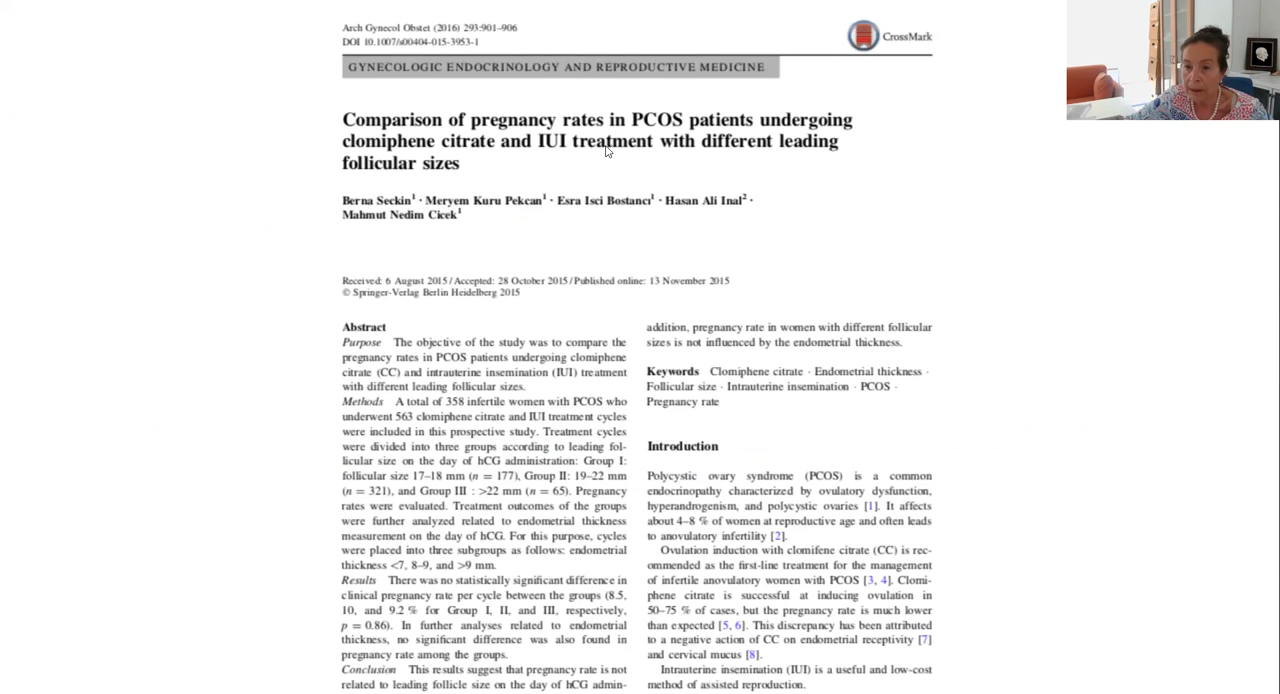 Arch Gynecol Obstet (2016) 293:901–906
DOI 10.1007/s00404-015-3953-1
CrossMark
GYNECOLOGIC ENDOCRINOLOGY AND REPRODUCTIVE MEDICINE
Comparison of pregnancy rates in PCOS patients undergoing
clomiphene citrate and IUI treatment with different leading
follicular sizes
Berna Seckin¹ · Meryem Kuru Pekcan¹ · Esra Isci Bostancı¹ · Hasan Ali Inal² ·
Mahmut Nedim Cicek¹
Received: 6 August 2015 / Accepted: 28 October 2015 / Published online: 13 November 2015
© Springer-Verlag Berlin Heidelberg 2015
Abstract
Purpose The objective of the study was to compare the
pregnancy rates in PCOS patients undergoing clomiphene
citrate (CC) and intrauterine insemination (IUI) treatment
with different leading follicular sizes.
Methods A total of 358 infertile women with PCOS who
underwent 563 clomiphene citrate and IUI treatment cycles
were included in this prospective study. Treatment cycles
were divided into three groups according to leading fol-
licular size on the day of hCG administration: Group I:
follicular size 17–18 mm (n = 177), Group II: 19–22 mm
(n = 321), and Group III : >22 mm (n = 65). Pregnancy
rates were evaluated. Treatment outcomes of the groups
were further analyzed related to endometrial thickness
measurement on the day of hCG. For this purpose, cycles
were placed into three subgroups as follows: endometrial
thickness <7, 8–9, and >9 mm.
Results There was no statistically significant difference in
clinical pregnancy rate per cycle between the groups (8.5,
10, and 9.2 % for Group I, II, and III, respectively,
p = 0.86). In further analyses related to endometrial
thickness, no significant difference was also found in
pregnancy rate among the groups.
Conclusion This results suggest that pregnancy rate is not
related to leading follicle size on the day of hCG admin-
addition, pregnancy rate in women with different follicular
sizes is not influenced by the endometrial thickness.
Keywords Clomiphene citrate · Endometrial thickness ·
Follicular size · Intrauterine insemination · PCOS ·
Pregnancy rate
Introduction
Polycystic ovary syndrome (PCOS) is a common
endocrinopathy characterized by ovulatory dysfunction,
hyperandrogenism, and polycystic ovaries [1]. It affects
about 4–8 % of women at reproductive age and often leads
to anovulatory infertility [2].
Ovulation induction with clomifene citrate (CC) is rec-
ommended as the first-line treatment for the management
of infertile anovulatory women with PCOS [3, 4]. Clomi-
phene citrate is successful at inducing ovulation in
50–75 % of cases, but the pregnancy rate is much lower
than expected [5, 6]. This discrepancy has been attributed
to a negative action of CC on endometrial receptivity [7]
and cervical mucus [8].
Intrauterine insemination (IUI) is a useful and low-cost
method of assisted reproduction.